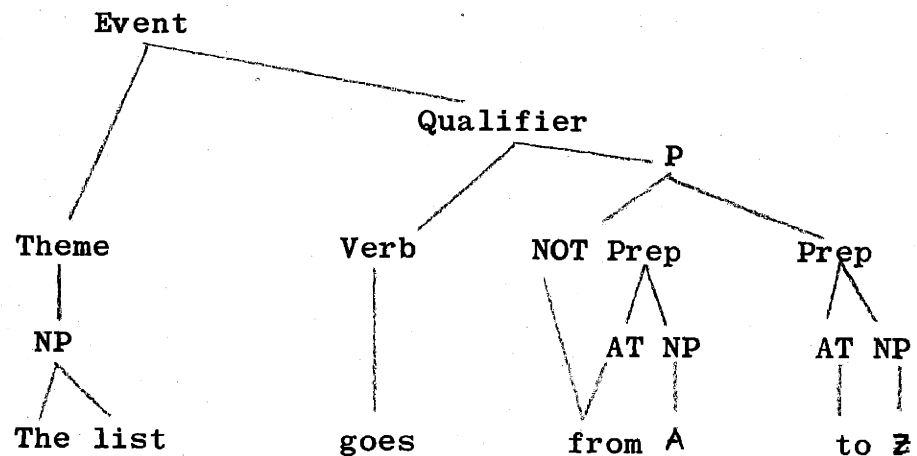 Event
Qualifier
P
Theme Verb NOT Prep Prep
NP AT NP AT NP
The list goes from A to Z